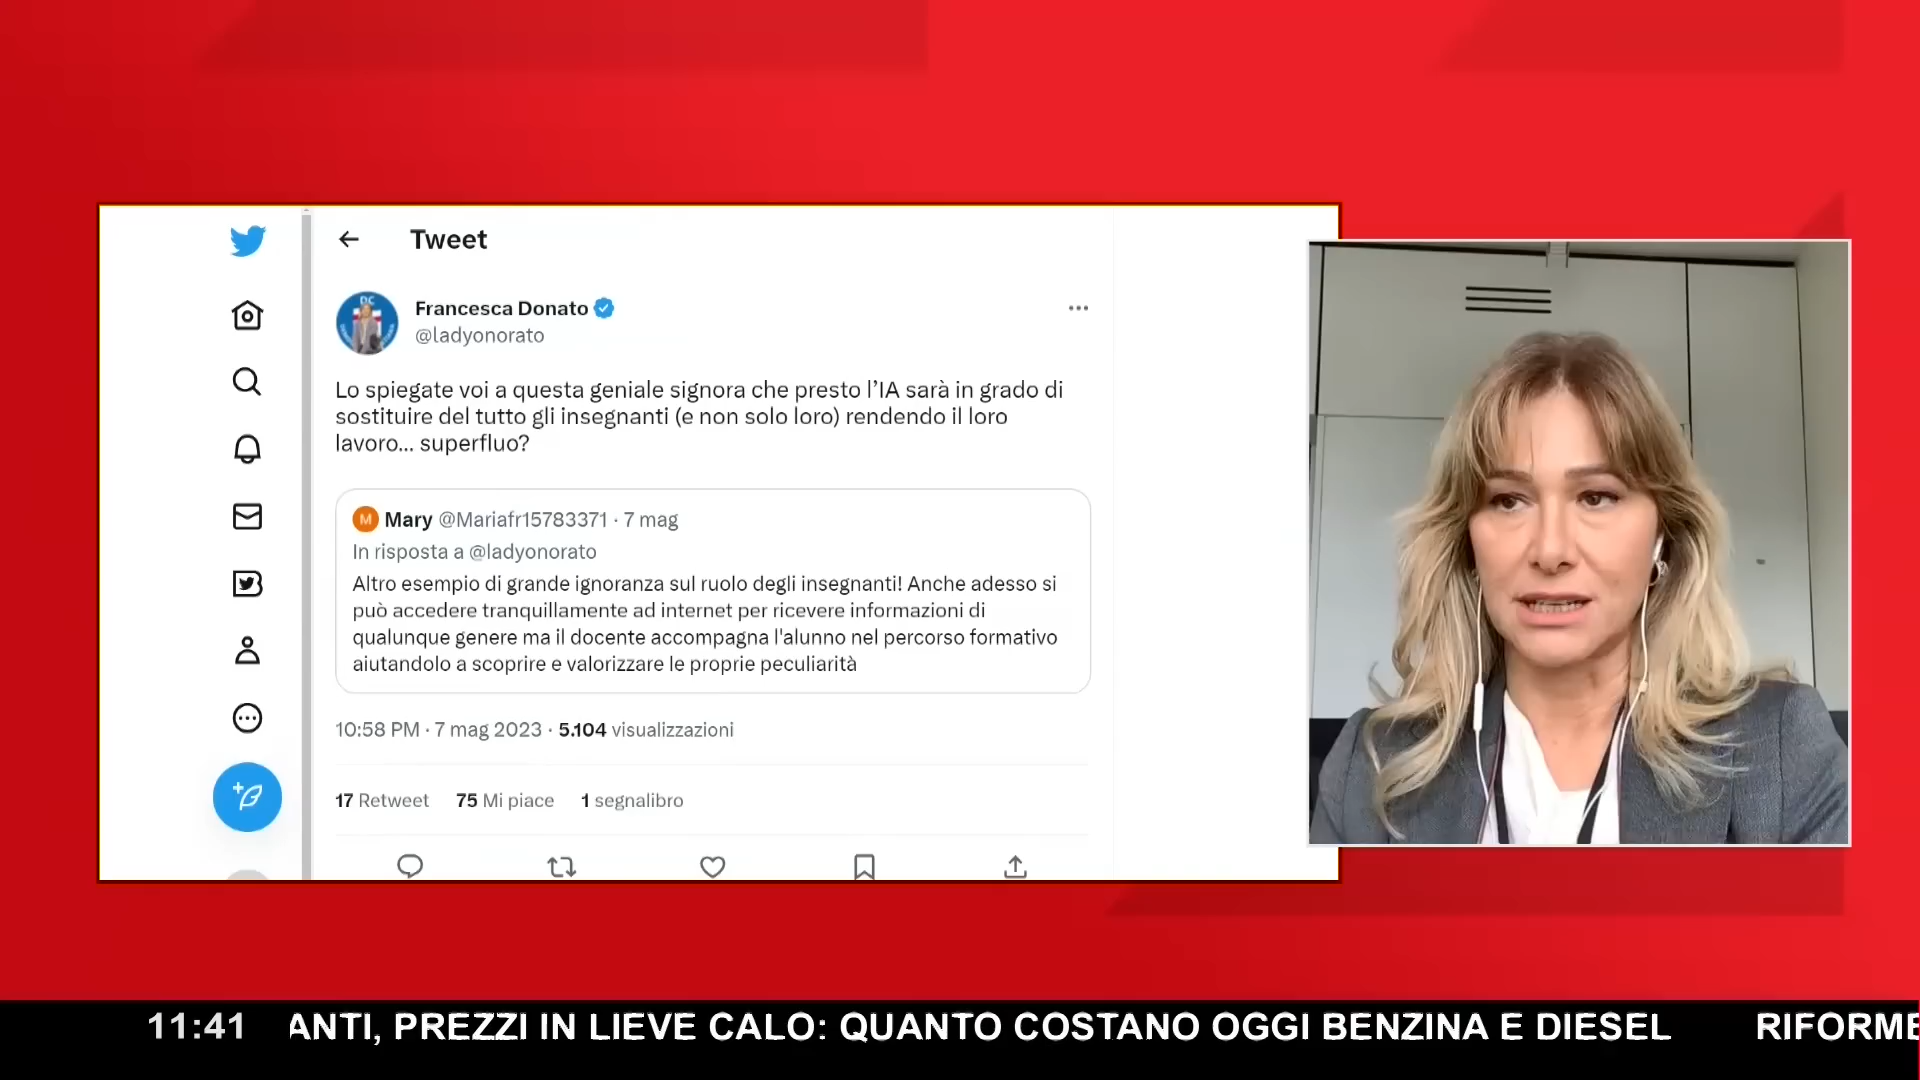 Tweet
DC
Francesca Donato
@ladyonorato
Lo spiegate voi a questa geniale signora che presto l’IA sarà in grado di
sostituire del tutto gli insegnanti (e non solo loro) rendendo il loro
lavoro... superfluo?
M Mary @Mariafr15783371 · 7 mag
In risposta a @ladyonorato
Altro esempio di grande ignoranza sul ruolo degli insegnanti! Anche adesso si
può accedere tranquillamente ad internet per ricevere informazioni di
qualunque genere ma il docente accompagna l'alunno nel percorso formativo
aiutandolo a scoprire e valorizzare le proprie peculiarità
10:58 PM · 7 mag 2023 · 5.104 visualizzazioni
17 Retweet 75 Mi piace 1 segnalibro
11:41 ANTI, PREZZI IN LIEVE CALO: QUANTO COSTANO OGGI BENZINA E DIESEL RIFORME